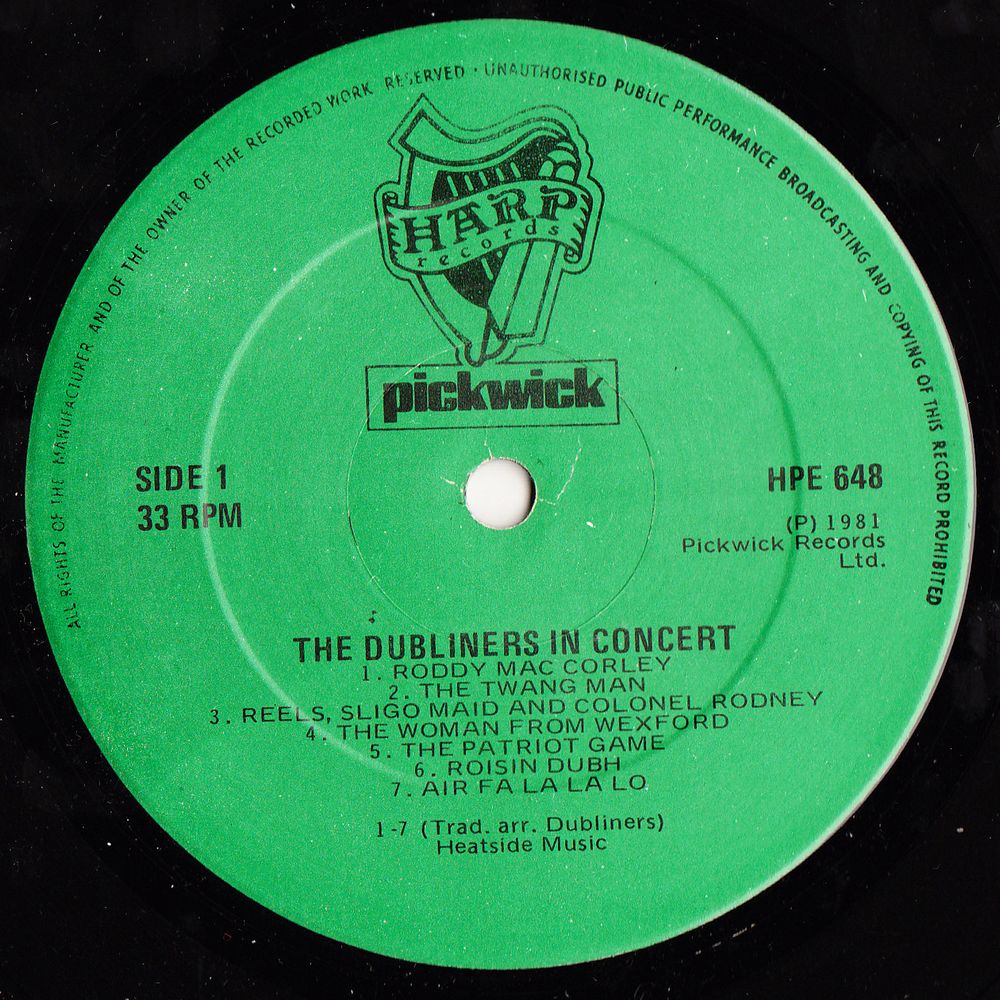 ALL RIGHTS OF THE MANUFACTURER AND OF THE OWNER OF THE RECORDED WORK RESERVED · UNAUTHORISED PUBLIC PERFORMANCE BROADCASTING AND COPYING OF THIS RECORD PROHIBITED
HARP
records
pickwick
SIDE 1
33 RPM
HPE 648
(P) 1981
Pickwick Records
Ltd.
THE DUBLINERS IN CONCERT
1. RODDY MAC CORLEY
2. THE TWANG MAN
3. REELS, SLIGO MAID AND COLONEL RODNEY
4. THE WOMAN FROM WEXFORD
5. THE PATRIOT GAME
6. ROISIN DUBH
7. AIR FA LA LA LO
1-7 (Trad. arr. Dubliners)
Heatside Music